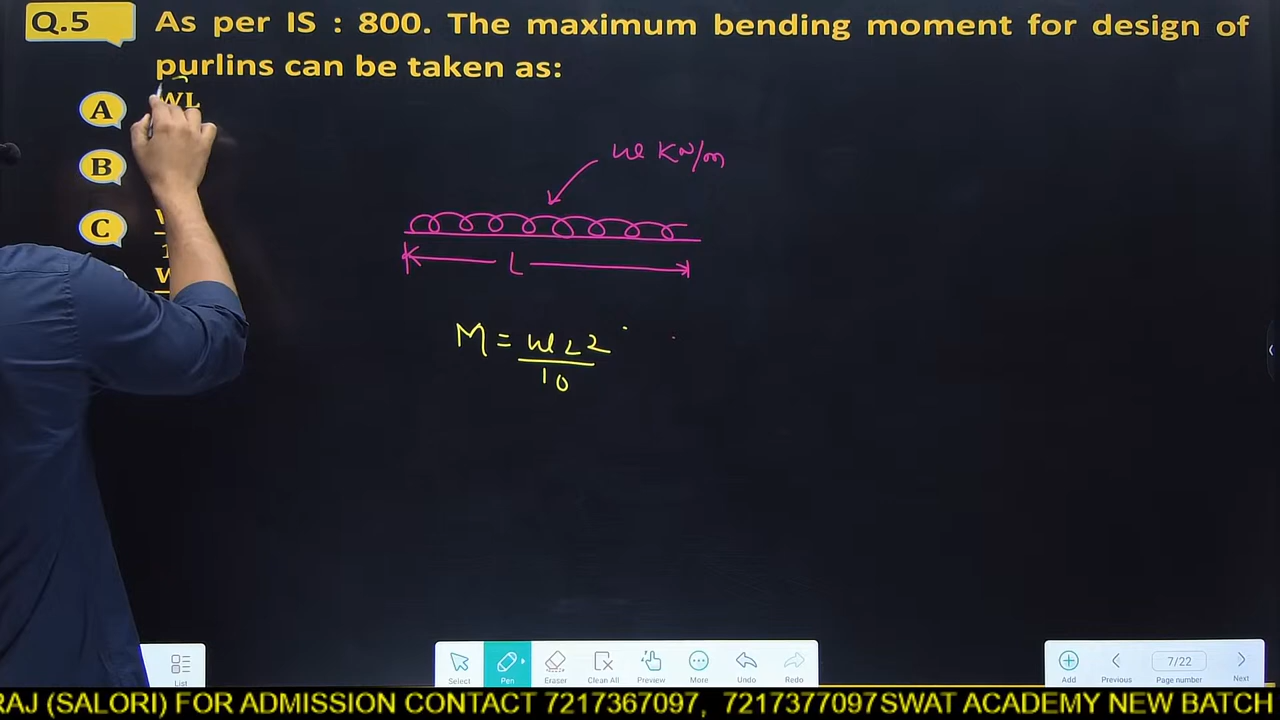 Q.5 As per IS : 800. The maximum bending moment for design of
purlins can be taken as:
A WL
B
C
w KN/m
L
M = wL2
10
Select Pen Eraser Clean All Preview More Undo Redo
List
Add Previous 7/22 Page number Next
RAJ (SALORI) FOR ADMISSION CONTACT 7217367097, 7217377097 SWAT ACADEMY NEW BATCH